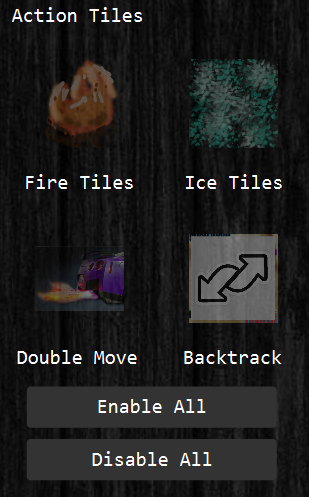 Action Tiles
Fire Tiles
Ice Tiles
Double Move
Backtrack
Enable All
Disable All